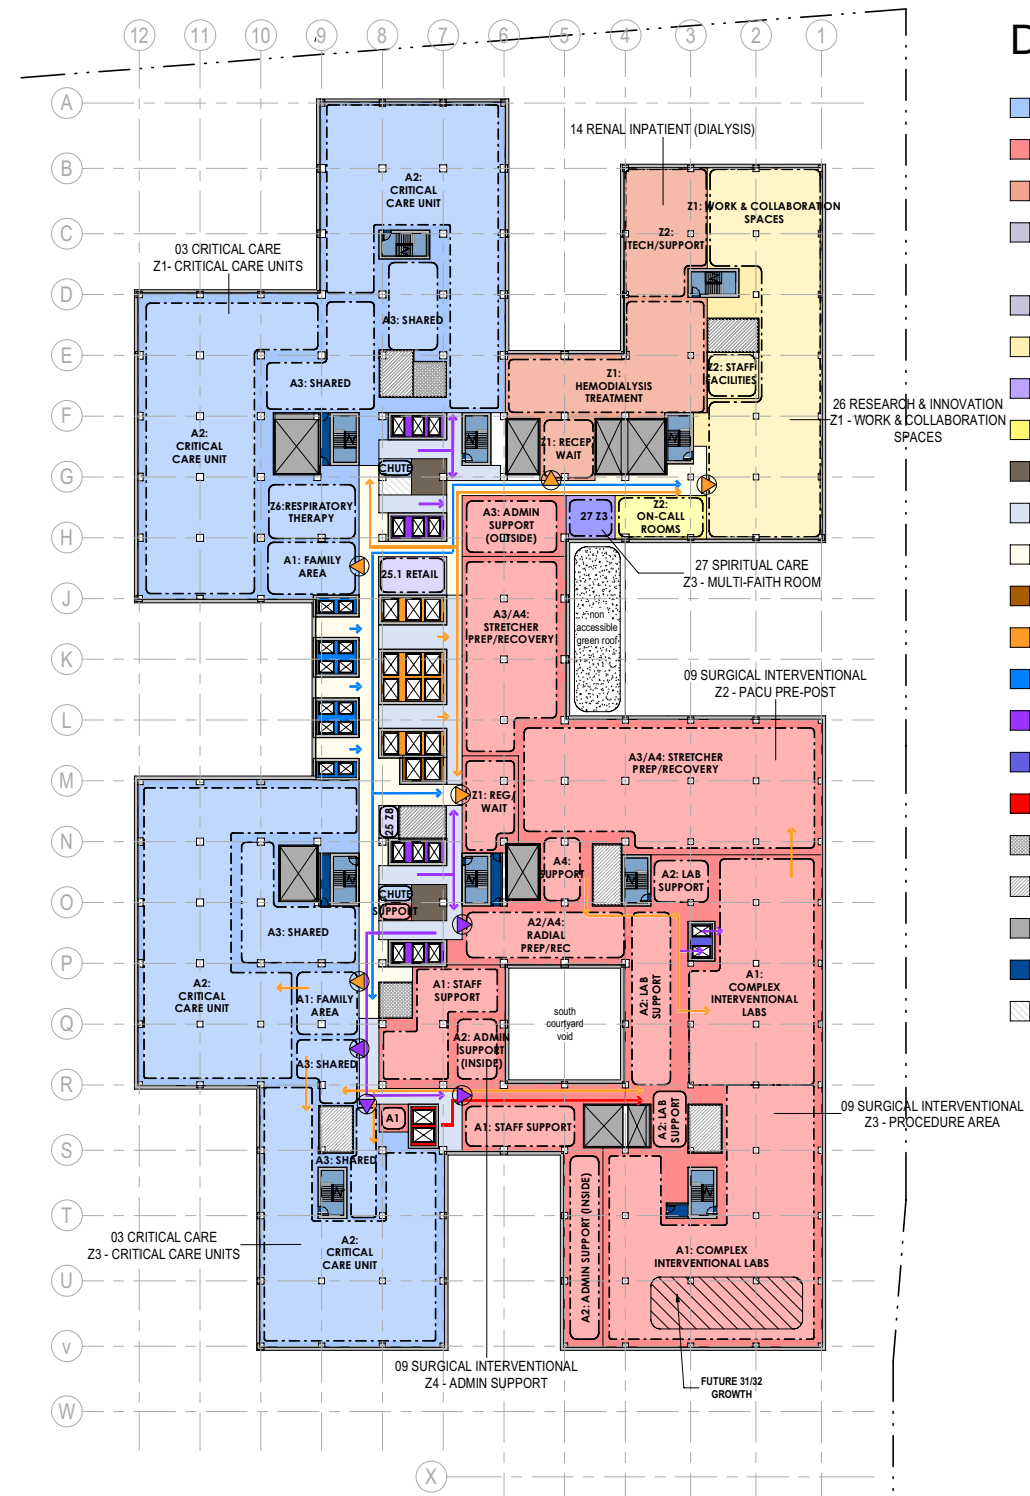 12 11 10 9 8 7 6 5 4 3 2 1
D
A
B
C
D
E
F
G
H
J
K
L
M
N
O
P
Q
R
S
T
U
V
W
X
14 RENAL INPATIENT (DIALYSIS)
A2:
CRITICAL
CARE UNIT
Z1: WORK & COLLABORATION
SPACES
Z2:
TECH/SUPPORT
03 CRITICAL CARE
Z1- CRITICAL CARE UNITS
A3: SHARED
A3: SHARED
Z1:
HEMODIALYSIS
TREATMENT
Z2: STAFF
FACILITIES
26 RESEARCH & INNOVATION
Z1 - WORK & COLLABORATION
SPACES
A2:
CRITICAL
CARE UNIT
Z1: RECEP
WAIT
CHUTE
Z6:RESPIRATORY
THERAPY
A3: ADMIN
SUPPORT
(OUTSIDE)
27 Z3
Z2:
ON-CALL
ROOMS
A1: FAMILY
AREA
25.1 RETAIL
27 SPIRITUAL CARE
Z3 - MULTI-FAITH ROOM
A3/A4:
STRETCHER
PREP/RECOVERY
non
accessible
green roof
09 SURGICAL INTERVENTIONAL
Z2 - PACU PRE-POST
A3/A4: STRETCHER
PREP/RECOVERY
Z1: REG/
WAIT
25 Z8
A4:
SUPPORT
A2: LAB
SUPPORT
CHUTE
SUPPORT
A3: SHARED
A2/A4:
RADIAL
PREP/REC
A2:
CRITICAL
CARE UNIT
A1: FAMILY
AREA
A1: STAFF
SUPPORT
A2: LAB
SUPPORT
A1:
COMPLEX
INTERVENTIONAL
LABS
south
courtyard
void
A2: ADMIN
SUPPORT
(INSIDE)
A3: SHARED
A1
A1: STAFF SUPPORT
A2: LAB
SUPPORT
09 SURGICAL INTERVENTIONAL
Z3 - PROCEDURE AREA
A3: SHARED
A2: ADMIN SUPPORT (INSIDE)
03 CRITICAL CARE
Z3 - CRITICAL CARE UNITS
A2:
CRITICAL
CARE UNIT
A1: COMPLEX
INTERVENTIONAL LABS
09 SURGICAL INTERVENTIONAL
Z4 - ADMIN SUPPORT
FUTURE 31/32
GROWTH